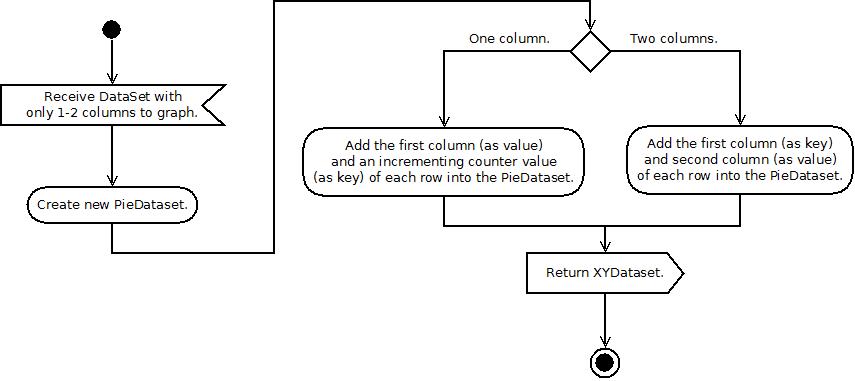 Receive DataSet with
only 1-2 columns to graph.
Create new PieDataset.
One column.
Two columns.
Add the first column (as value)
and an incrementing counter value
(as key) of each row into the PieDataset.
Add the first column (as key)
and second column (as value)
of each row into the PieDataset.
Return XYDataset.